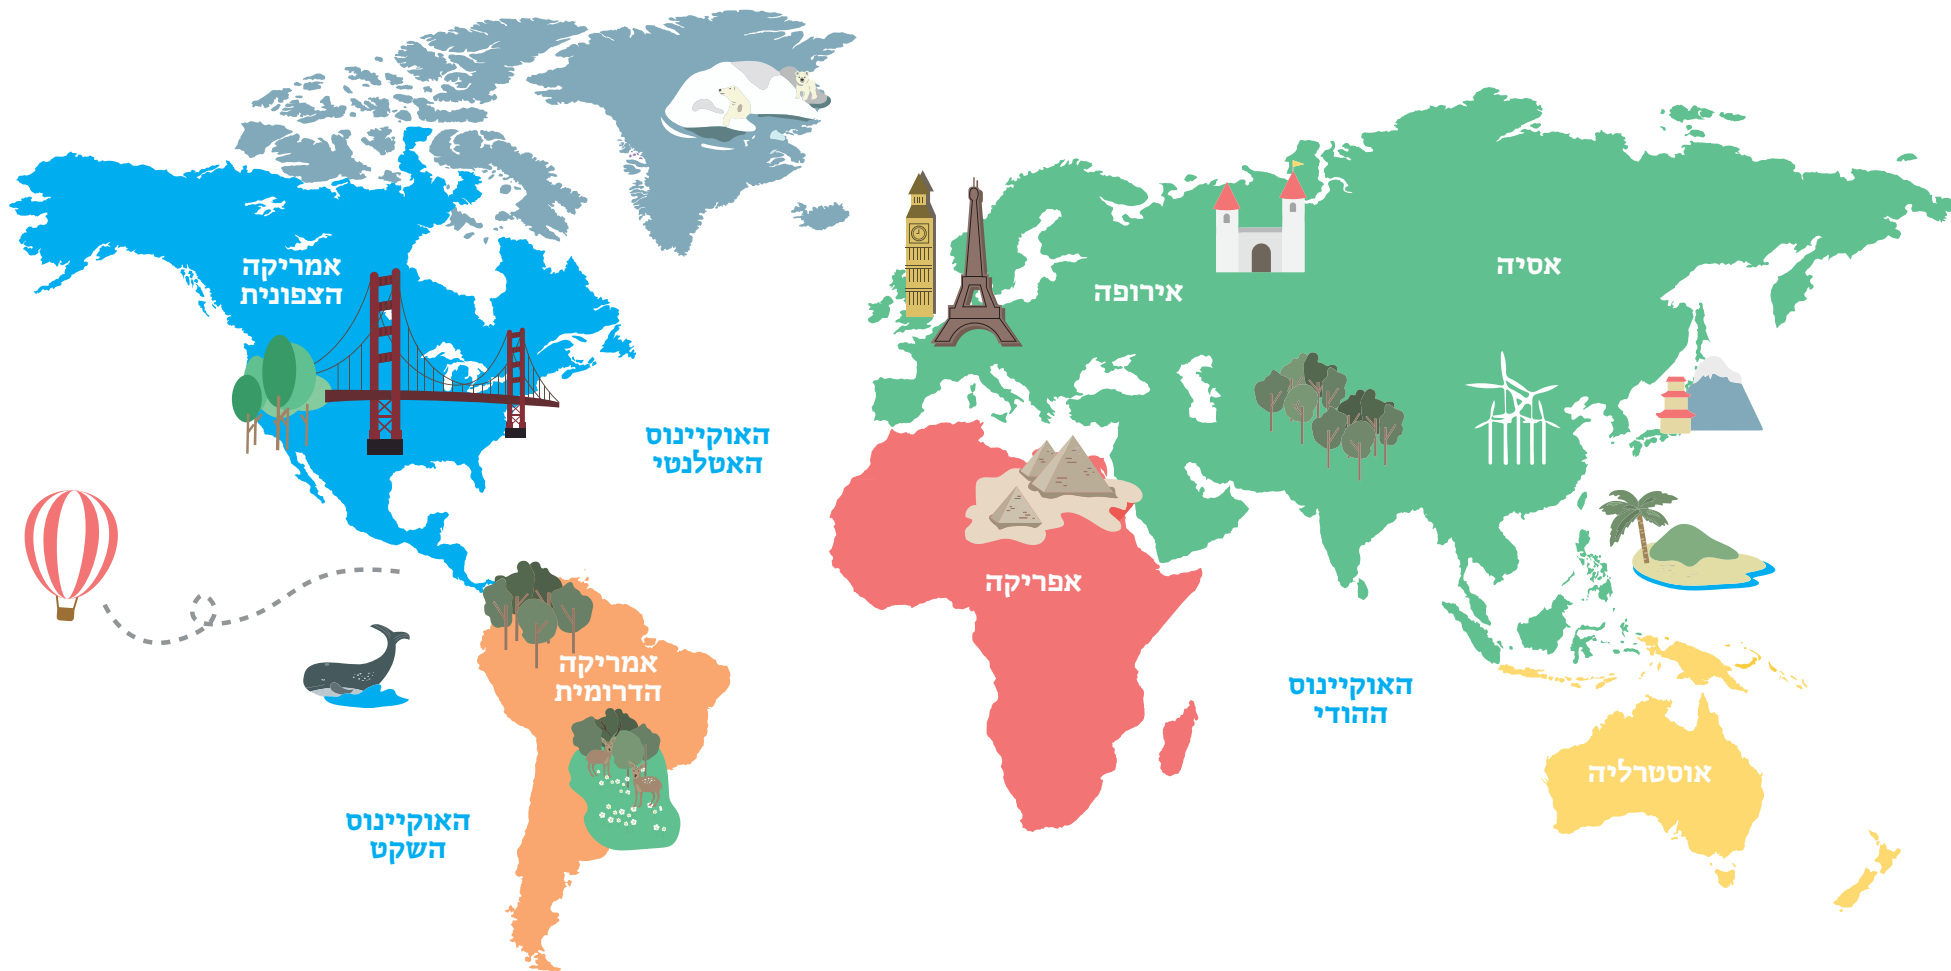 אמריקה
הצפונית
אירופה
אסיה
האוקיינוס
האטלנטי
אפריקה
אמריקה
הדרומית
האוקיינוס
ההודי
אוסטרליה
האוקיינוס
השקט